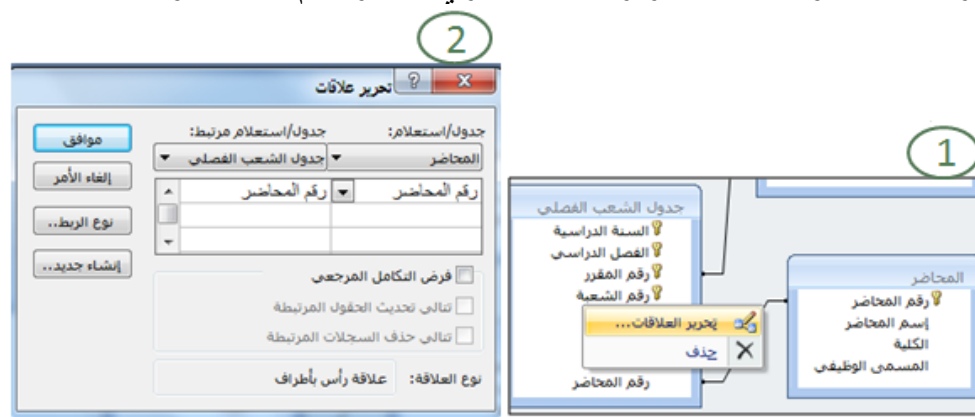 2
تحرير علاقات
جدول/استعلام: جدول/استعلام مرتبط:
المحاضر جدول الشعب الفصلي
رقم المحاضر رقم المحاضر
موافق
إلغاء الأمر
نوع الربط..
إنشاء جديد..
فرض التكامل المرجعي
تتالي تحديث الحقول المرتبطة
تتالي حذف السجلات المرتبطة
نوع العلاقة: علاقة رأس بأطراف
1
جدول الشعب الفصلي
السنة الدراسية
الفصل الدراسي
رقم المقرر
رقم الشعبة
تحرير العلاقات...
حذف
رقم المحاضر
المحاضر
رقم المحاضر
إسم المحاضر
الكلية
المسمى الوظيفي